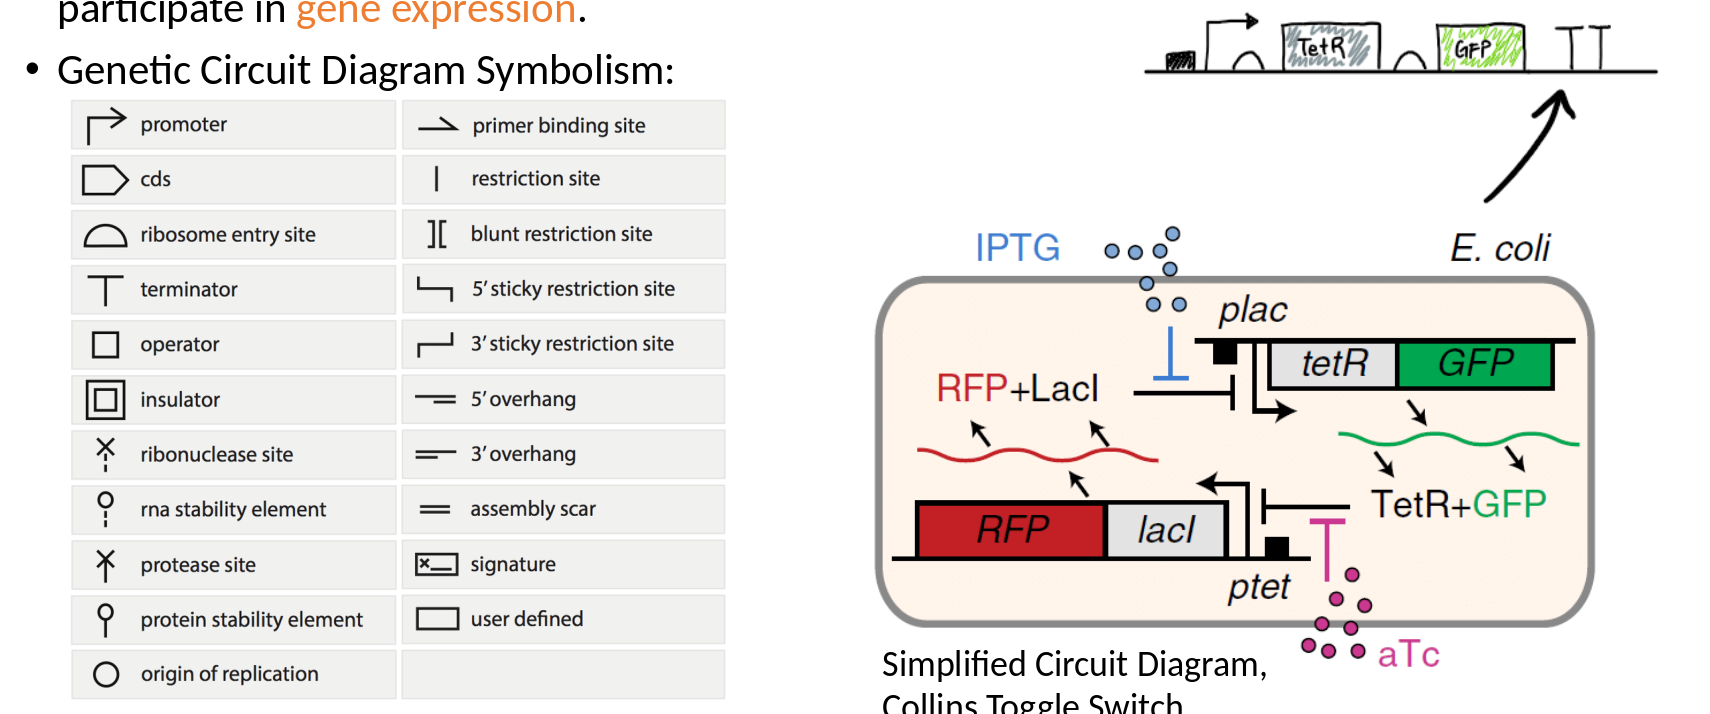 participate in gene expression.
• Genetic Circuit Diagram Symbolism:
promoter
primer binding site
cds
restriction site
ribosome entry site
blunt restriction site
terminator
5' sticky restriction site
operator
3' sticky restriction site
insulator
5' overhang
ribonuclease site
3' overhang
rna stability element
assembly scar
protease site
signature
protein stability element
user defined
origin of replication
TetR
GFP
IPTG
E. coli
plac
tetR
GFP
RFP+LacI
TetR+GFP
RFP
lacI
ptet
aTc
Simplified Circuit Diagram,
Collins Toggle Switch